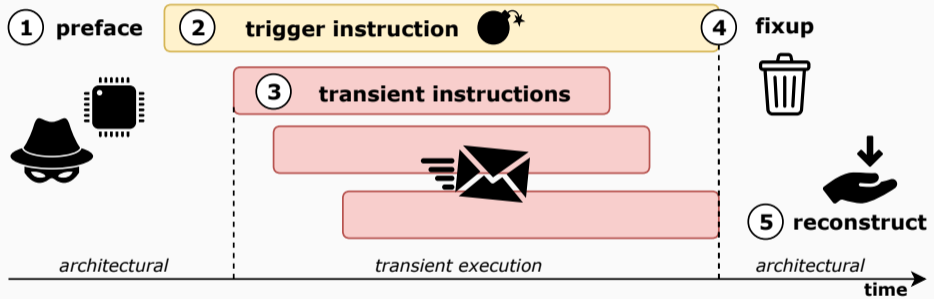 1 preface
2 trigger instruction
4 fixup
3 transient instructions
5 reconstruct
architectural
transient execution
architectural
time